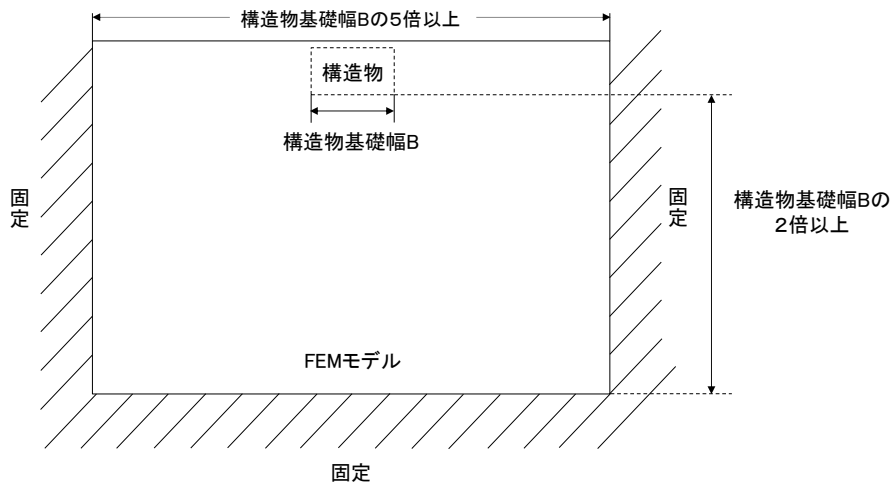 構造物基礎幅Bの5倍以上
構造物
構造物基礎幅B
固
定
固
定
構造物基礎幅Bの
2倍以上
FEMモデル
固定